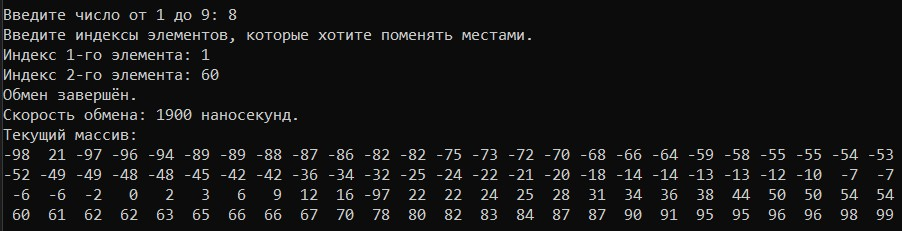 Введите число от 1 до 9: 8
Введите индексы элементов, которые хотите поменять местами.
Индекс 1-го элемента: 1
Индекс 2-го элемента: 60
Обмен завершён.
Скорость обмена: 1900 наносекунд.
Текущий массив:
-98 21 -97 -96 -94 -89 -89 -88 -87 -86 -82 -82 -75 -73 -72 -70 -68 -66 -64 -59 -58 -55 -55 -54 -53
-52 -49 -49 -48 -48 -45 -42 -42 -36 -34 -32 -25 -24 -22 -21 -20 -18 -14 -14 -13 -13 -12 -10 -7 -7
-6 -6 -2 0 2 3 6 9 12 16 -97 22 22 24 25 28 31 34 36 38 44 50 50 54 54
60 61 62 62 63 65 66 66 67 70 78 80 82 83 84 87 87 90 91 95 95 96 96 98 99